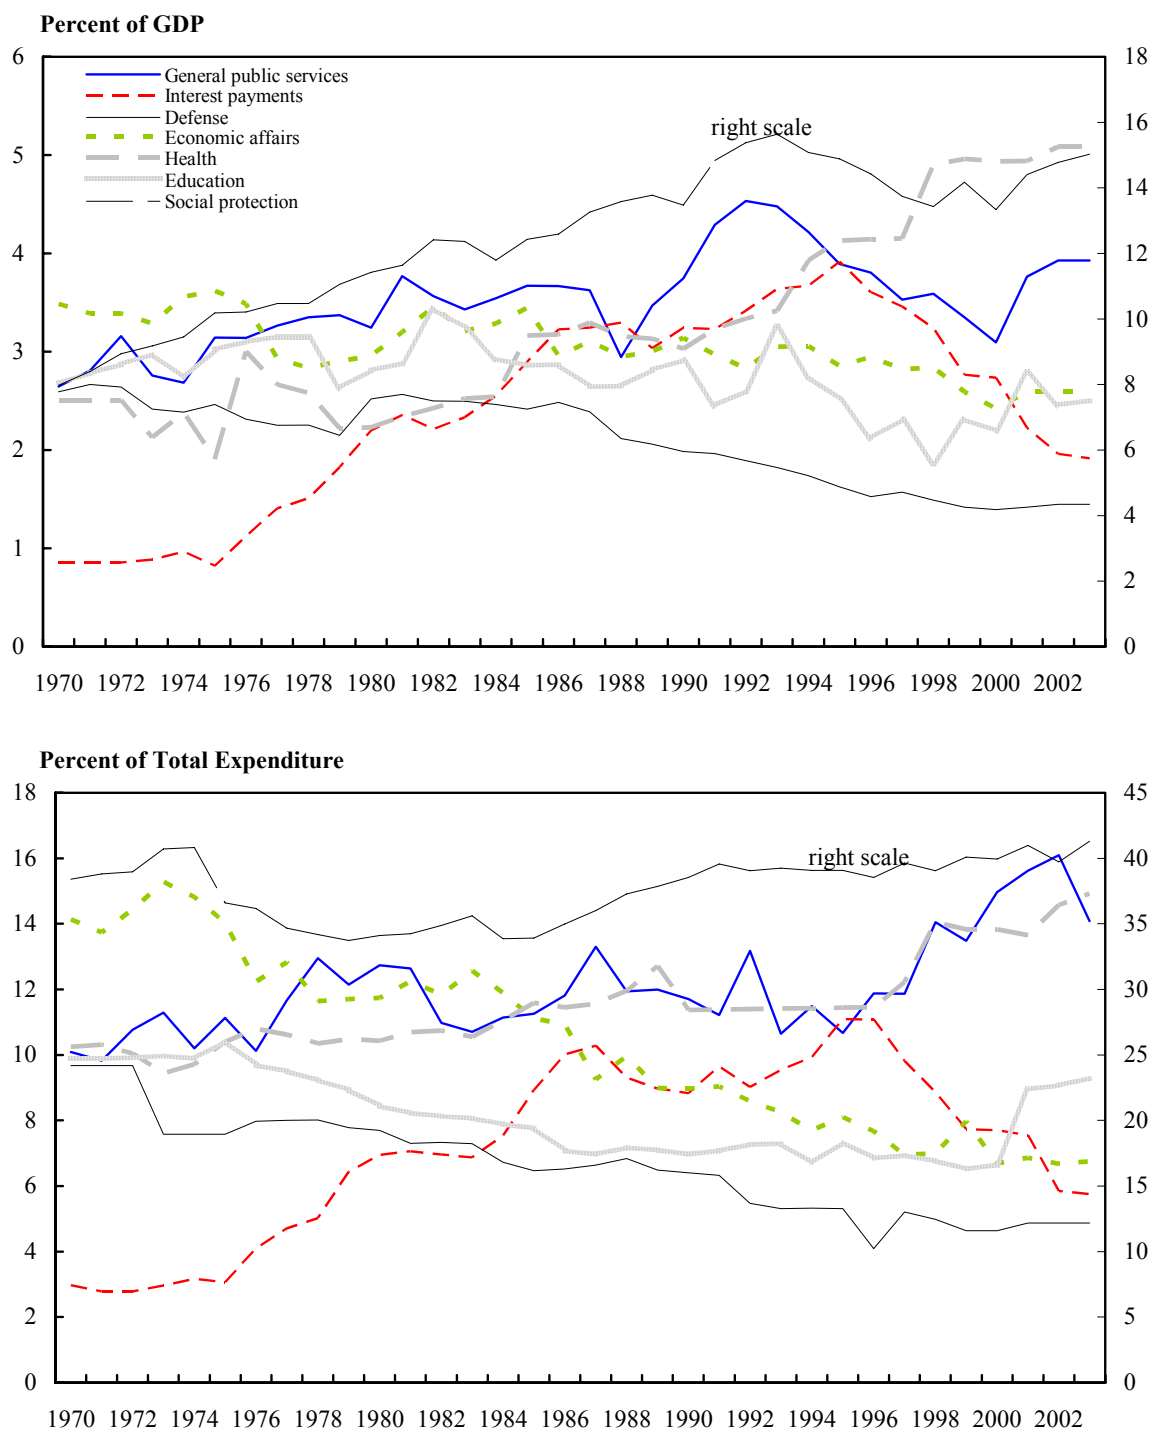 Percent of GDP
6 18
General public services
Interest payments
Defense
right scale
16
Economic affairs
5
Health
14
Education
Social protection
4 12
10
3
8
2 6
4
1
2
0 0
1970 1972 1974 1976 1978 1980 1982 1984 1986 1988 1990 1992 1994 1996 1998 2000 2002
Percent of Total Expenditure
18 45
16 right scale 40
14 35
12 30
10 25
8 20
6 15
4 10
2 5
0 0
1970 1972 1974 1976 1978 1980 1982 1984 1986 1988 1990 1992 1994 1996 1998 2000 2002